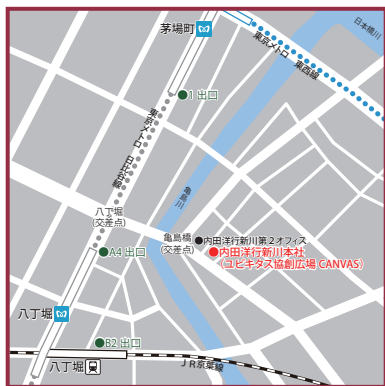 茅場町
日本橋川
東京メトロ 東西線
●1 出口
東京メトロ 日比谷線
亀島川
八丁堀
(交差点)
亀島橋
(交差点)
●内田洋行新川第2オフィス
●内田洋行新川本社
(ユビキタス協創広場 CANVAS)
●A4 出口
八丁堀
●B2 出口
八丁堀
JR京葉線